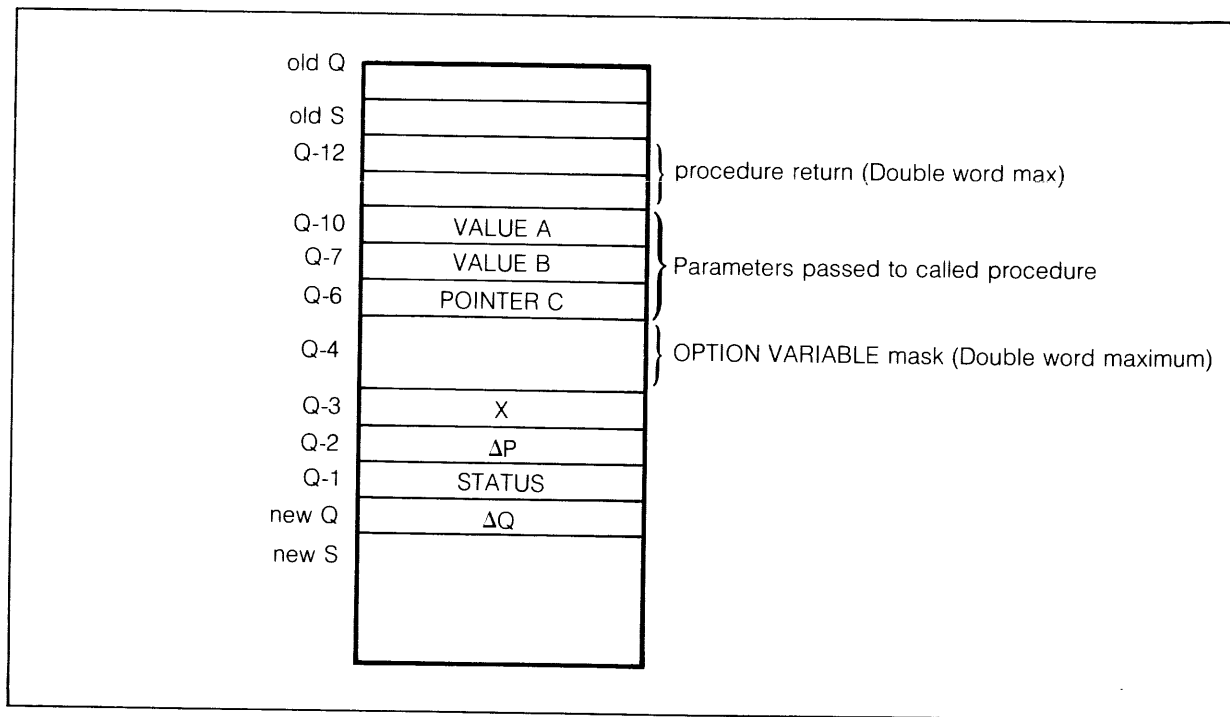 old Q
old S
Q-12
procedure return (Double word max)
Q-10 VALUE A
Q-7 VALUE B
Parameters passed to called procedure
Q-6 POINTER C
Q-4
OPTION VARIABLE mask (Double word maximum)
Q-3 X
Q-2 ΔP
Q-1 STATUS
new Q ΔQ
new S